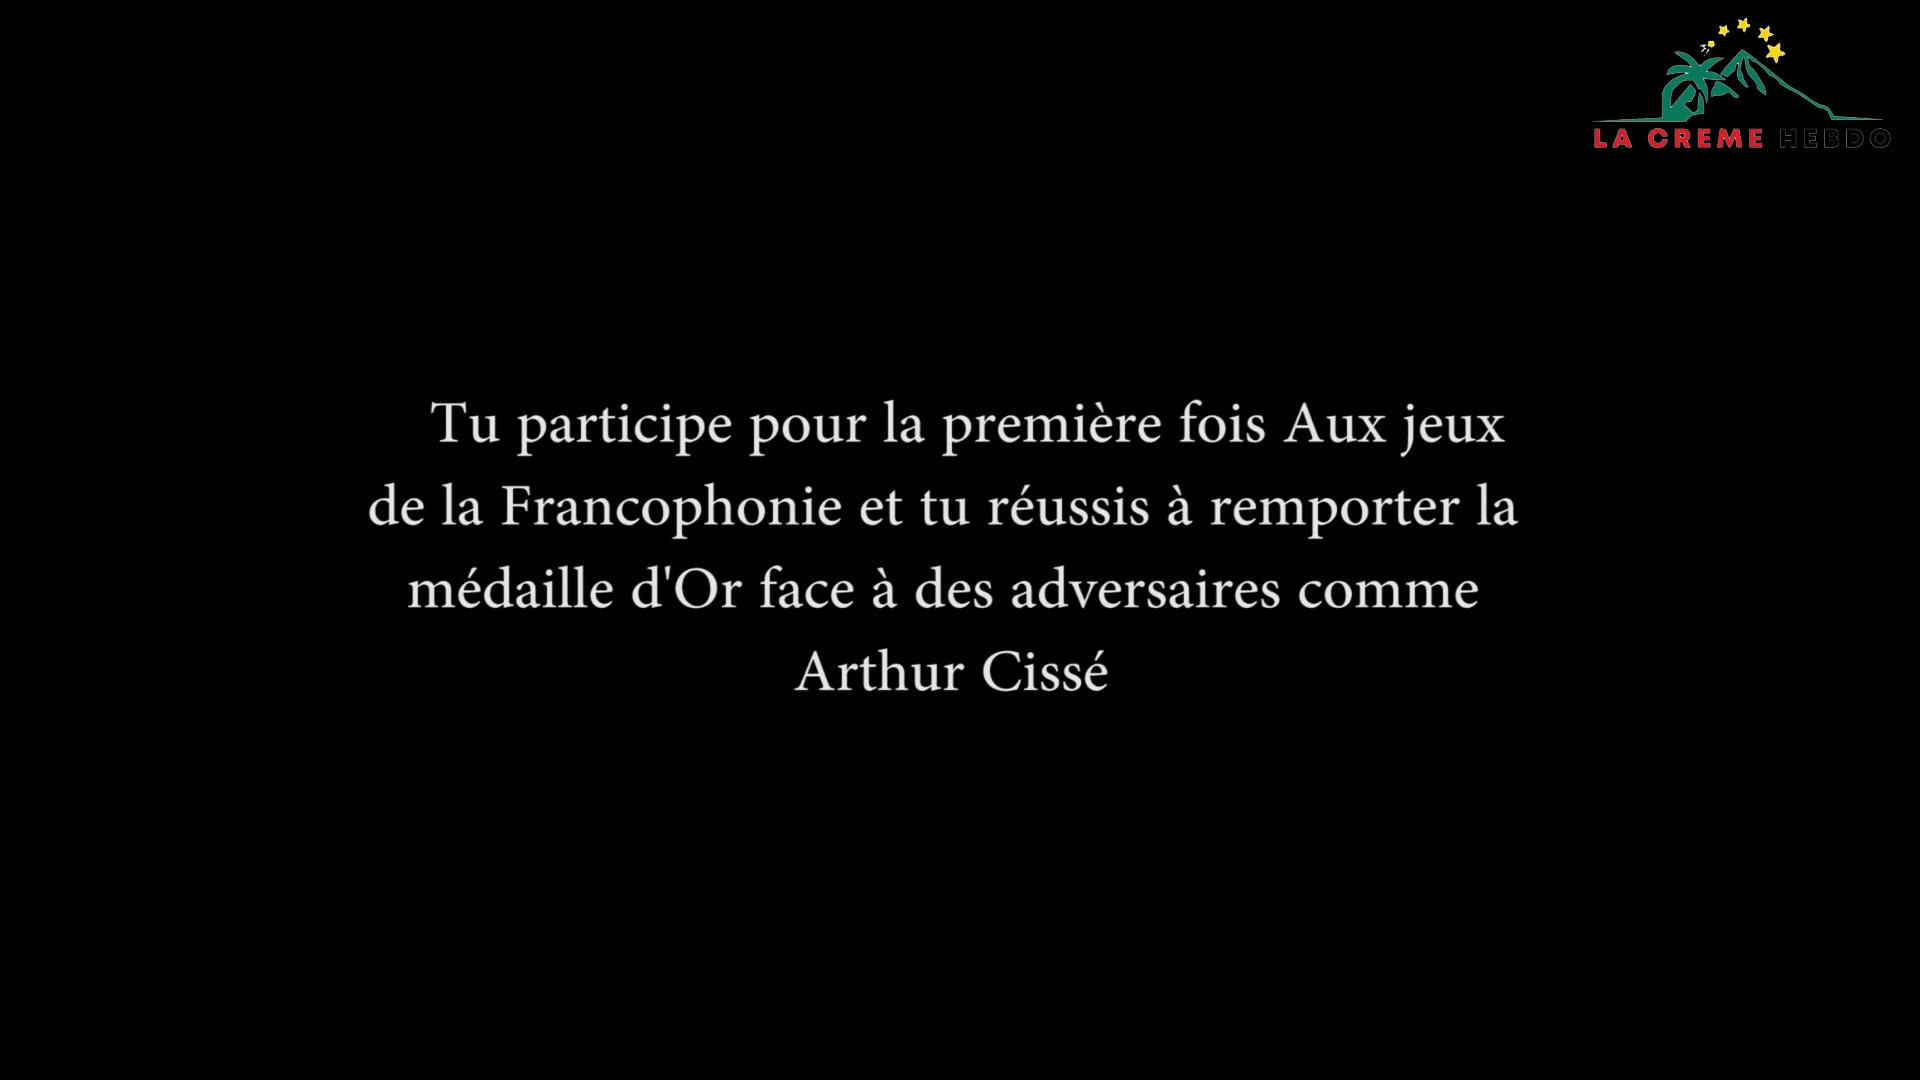 LA CREME HEBDO
Tu participe pour la première fois Aux jeux
de la Francophonie et tu réussis à remporter la
médaille d'Or face à des adversaires comme
Arthur Cissé